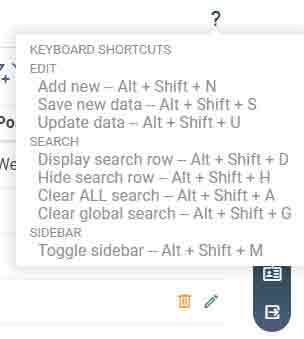 ?
KEYBOARD SHORTCUTS
EDIT
Add new -- Alt + Shift + N
Save new data -- Alt + Shift + S
Update data -- Alt + Shift + U
SEARCH
Display search row -- Alt + Shift + D
Hide search row -- Alt + Shift + H
Clear ALL search -- Alt + Shift + A
Clear global search -- Alt + Shift + G
SIDEBAR
Toggle sidebar -- Alt + Shift + M